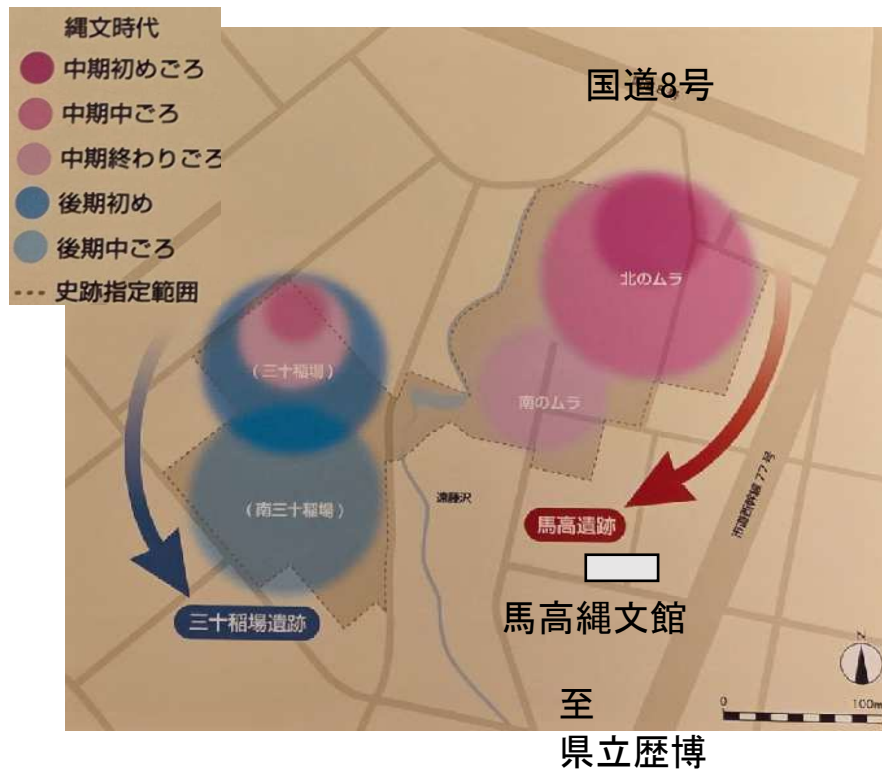 縄文時代
中期初めごろ
中期中ごろ
中期終わりごろ
後期初め
後期中ごろ
史跡指定範囲
国道8号
北のムラ
(三十稲場)
南のムラ
(南三十稲場)
遠藤沢
市道西幹線77号
馬高遺跡
三十稲場遺跡
馬高縄文館
N
0
100m
至
県立歴博